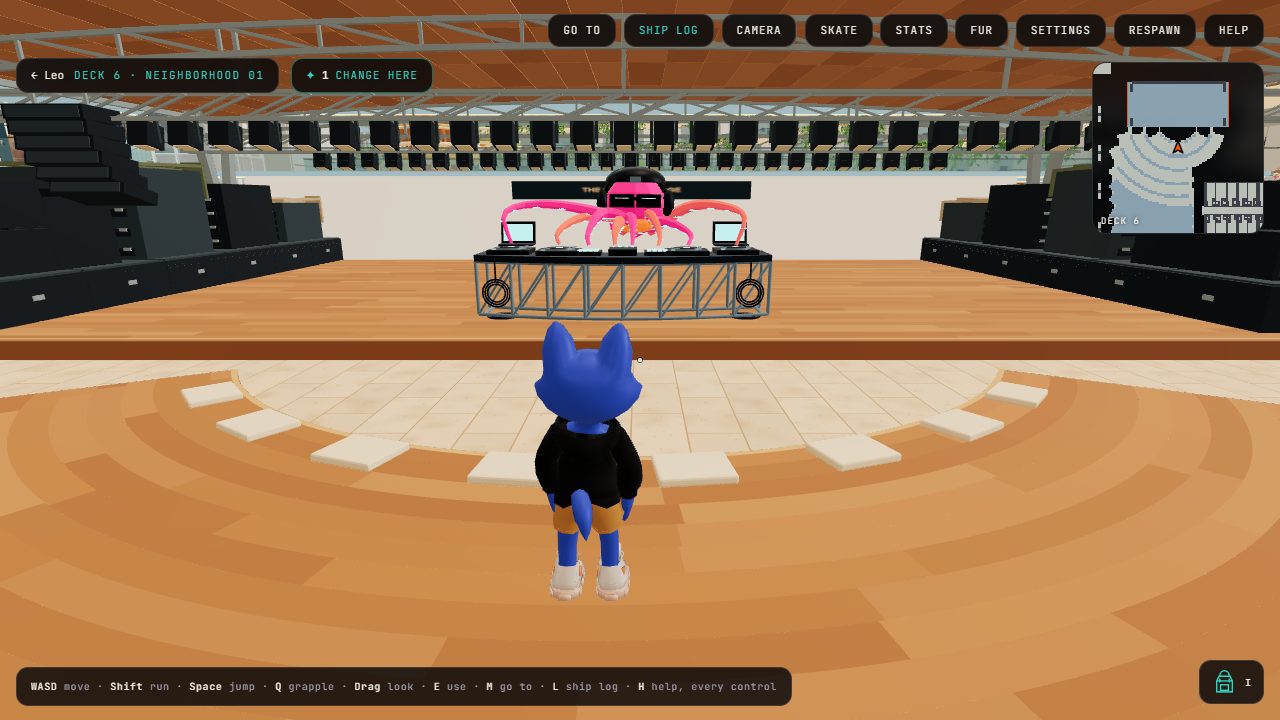 GO TO
SHIP LOG
CAMERA
SKATE
STATS
FUR
SETTINGS
RESPAWN
HELP
← Leo DECK 6 · NEIGHBORHOOD 01
✦ 1 CHANGE HERE
DECK 6
THE
WASD move · Shift run · Space jump · Q grapple · Drag look · E use · M go to · L ship log · H help, every control
I